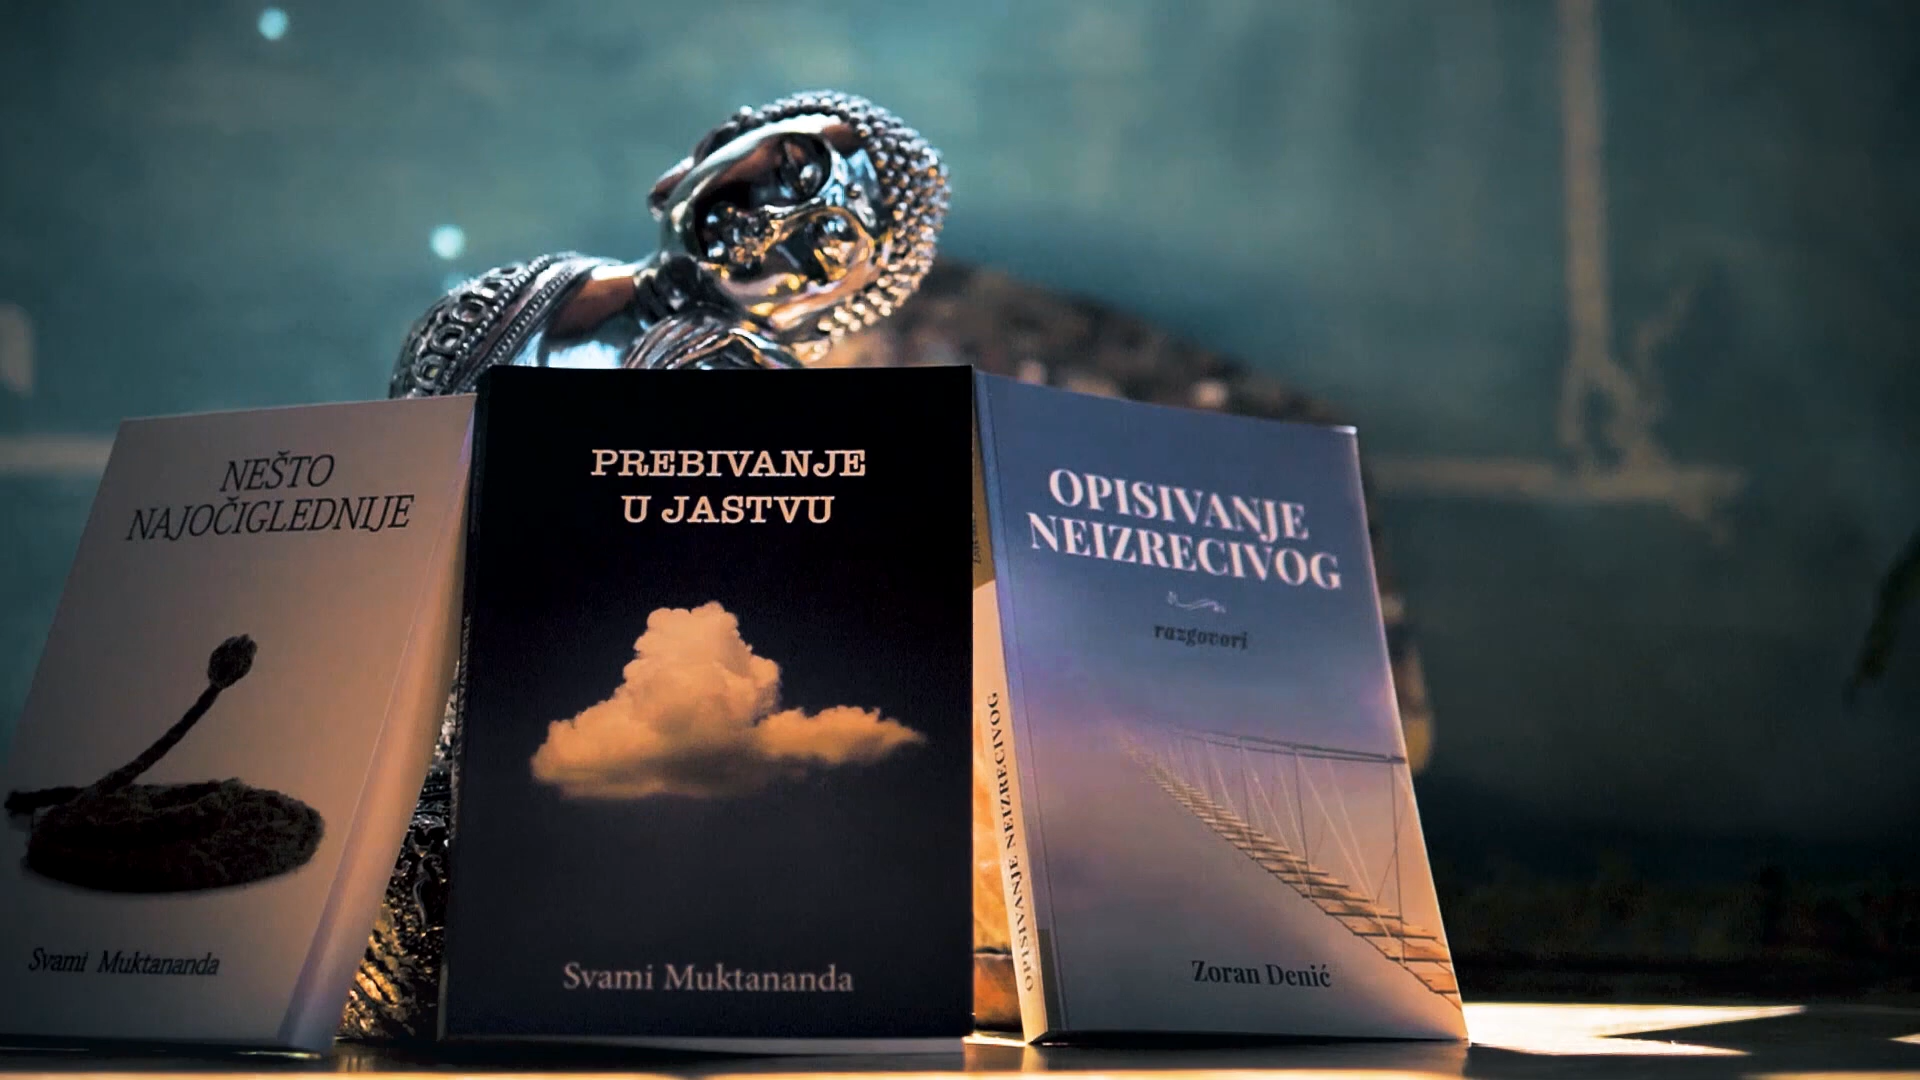 NEŠTO
NAJOČIGLEDNIJE
Svami Muktananda
PREBIVANJE
U JASTVU
Svami Muktananda
OPISIVANJE NEIZRECIVOG
OPISIVANJE
NEIZRECIVOG
razgovori
Zoran Denić